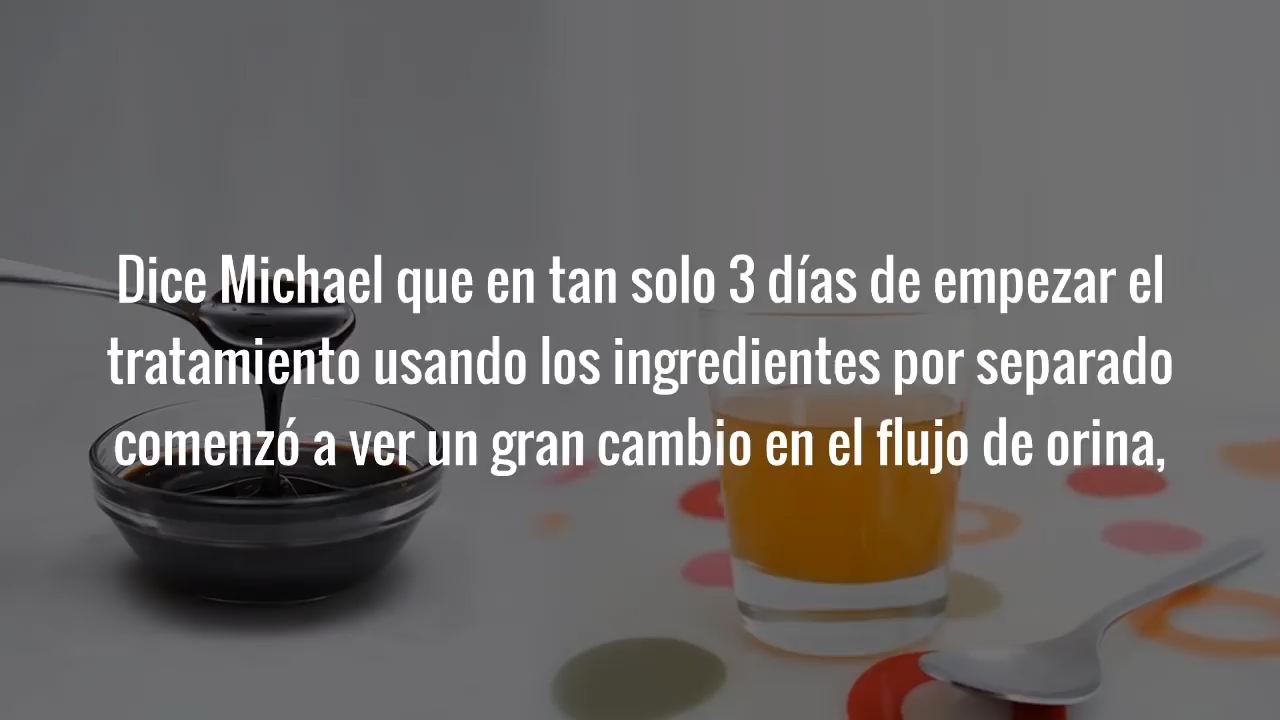 Dice Michael que en tan solo 3 días de empezar el
tratamiento usando los ingredientes por separado
comenzó a ver un gran cambio en el flujo de orina,